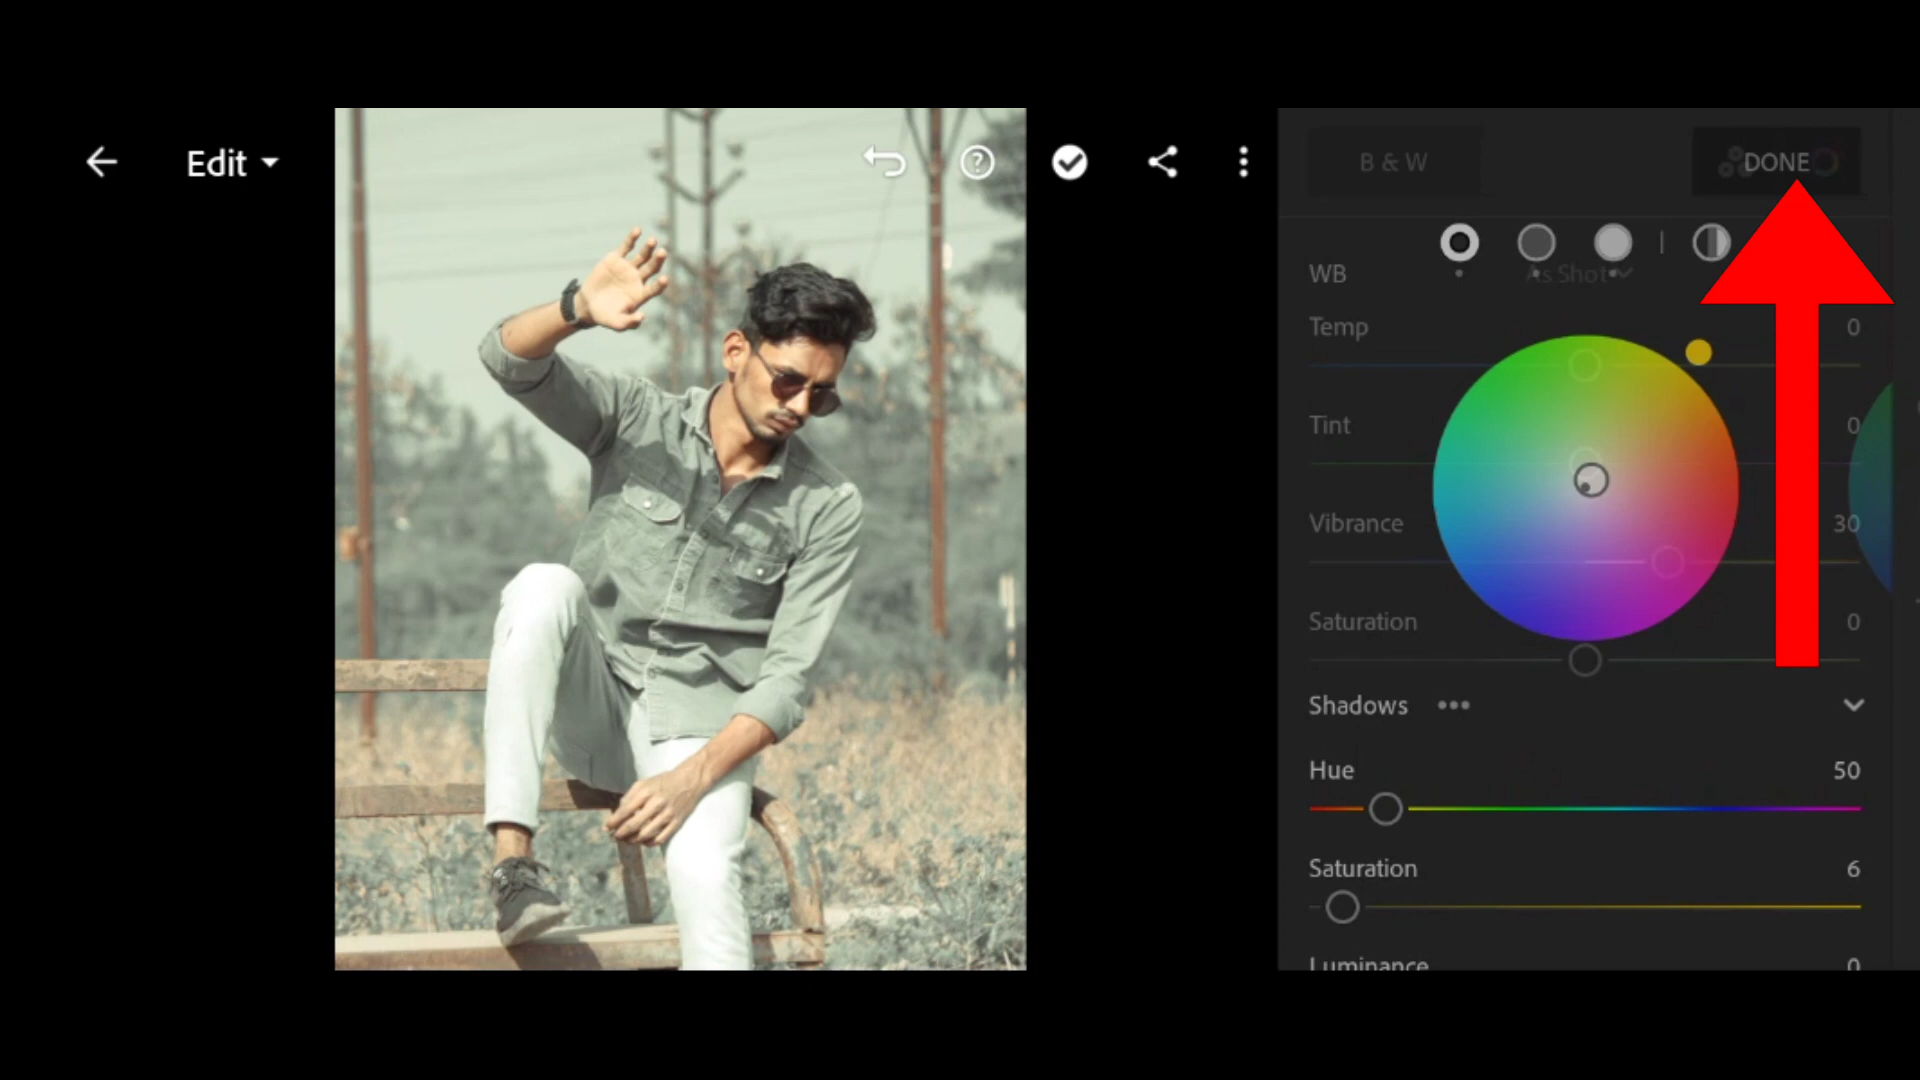 Edit
B & W
DONE
WB As Shot
Temp 0
Tint 0
Vibrance 30
Saturation 0
Shadows
Hue 50
Saturation 6
Luminance 0